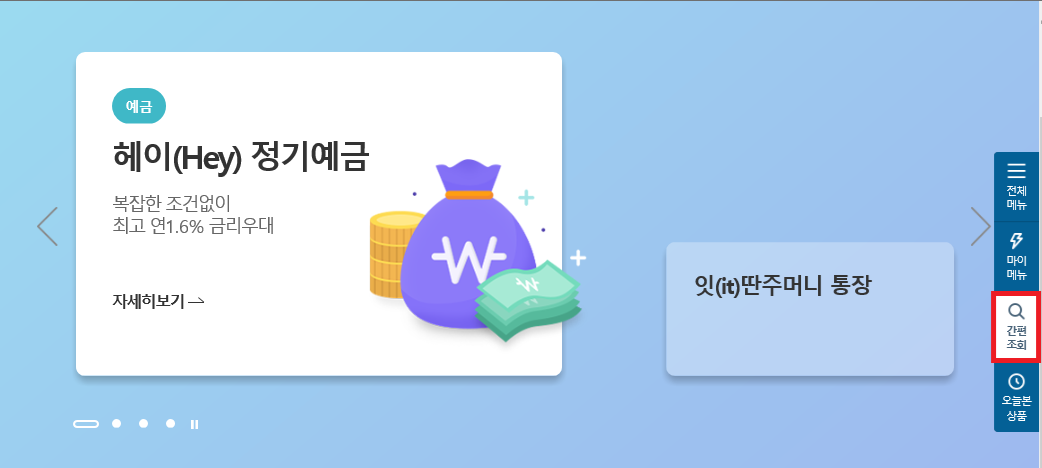 예금
헤이(Hey) 정기예금
복잡한 조건없이
최고 연1.6% 금리우대
자세히보기
잇(it)딴주머니 통장
전체
메뉴
마이
메뉴
간편
조회
오늘본
상품